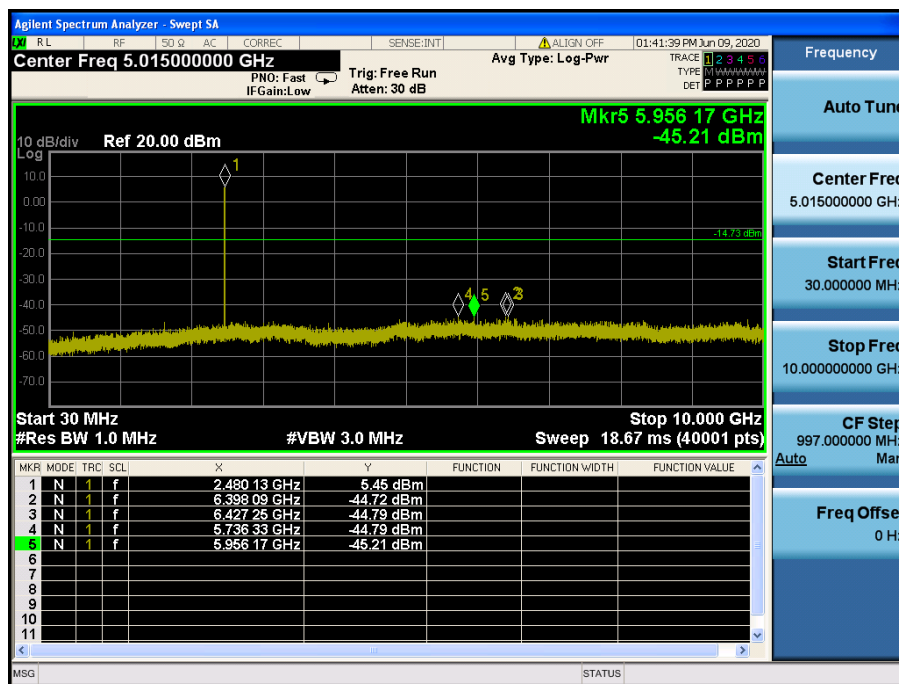 Agilent Spectrum Analyzer - Swept SA
LXI RL RF 50 Ω AC CORREC SENSE:INT ALIGN OFF 01:41:39 PM Jun 09, 2020
Center Freq 5.015000000 GHz
PNO: Fast
IFGain:Low
Trig: Free Run
Atten: 30 dB
Avg Type: Log-Pwr
TRACE 1 2 3 4 5 6
TYPE M WWWWW
DET P P P P P P
Mkr5 5.956 17 GHz
-45.21 dBm
10 dB/div Ref 20.00 dBm
Log
10.0
0.00
-10.0
-20.0
-30.0
-40.0
-50.0
-60.0
-70.0
1
-14.73 dBm
4 5 3
Start 30 MHz Stop 10.000 GHz
#Res BW 1.0 MHz #VBW 3.0 MHz Sweep 18.67 ms (40001 pts)
MKR MODE TRC SCL X Y FUNCTION FUNCTION WIDTH FUNCTION VALUE
1 N 1 f 2.480 13 GHz 5.45 dBm
2 N 1 f 6.398 09 GHz -44.72 dBm
3 N 1 f 6.427 25 GHz -44.79 dBm
4 N 1 f 5.736 33 GHz -44.79 dBm
5 N 1 f 5.956 17 GHz -45.21 dBm
6
7
8
9
10
11
MSG STATUS
Frequency
Auto Tune
Center Freq
5.015000000 GHz
Start Freq
30.000000 MHz
Stop Freq
10.000000000 GHz
CF Step
997.000000 MHz
Auto Man
Freq Offset
0 Hz